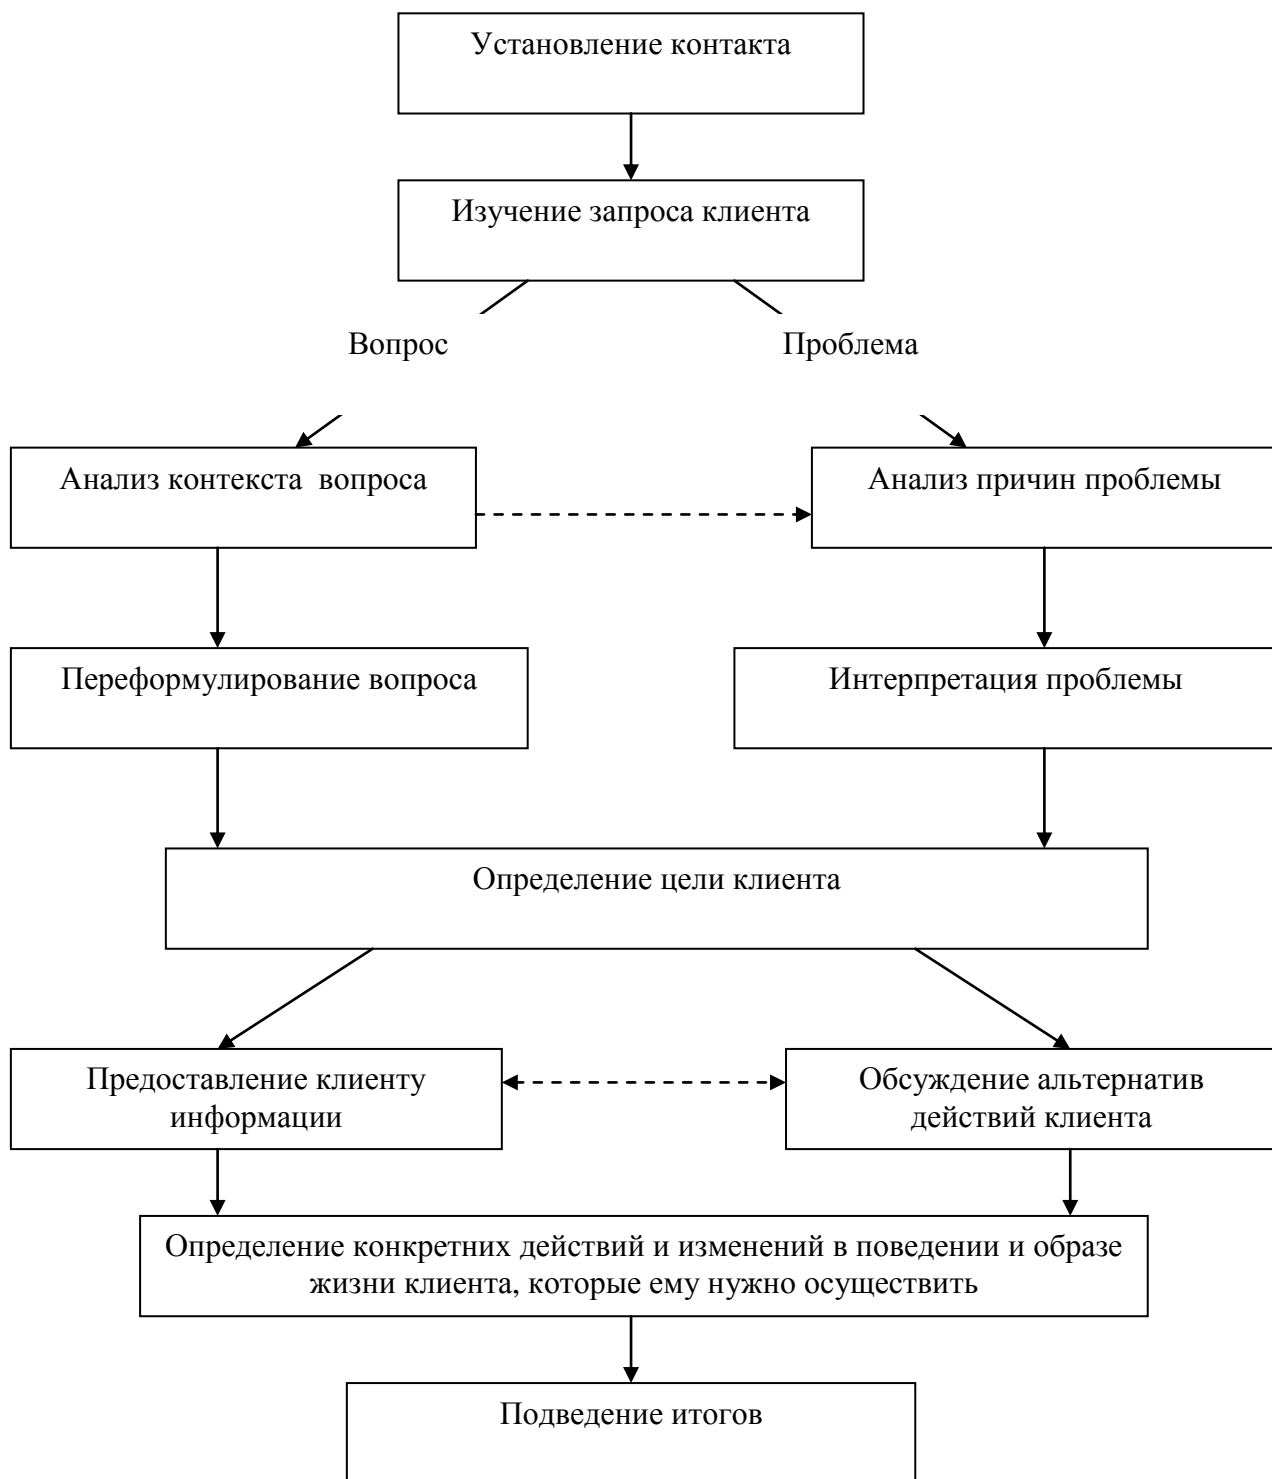 Установление контакта
Изучение запроса клиента
Вопрос
Проблема
Анализ контекста  вопроса
Анализ причин проблемы
Переформулирование вопроса
Интерпретация проблемы
Определение цели клиента
Предоставление клиенту
информации
Обсуждение альтернатив
действий клиента
Определение конкретних действий и изменений в поведении и образе
жизни клиента, которые ему нужно осуществить
Подведение итогов